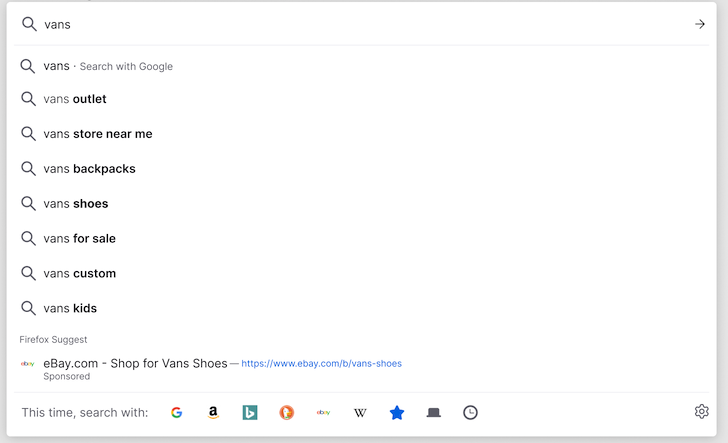 vans
vans · Search with Google
vans outlet
vans store near me
vans backpacks
vans shoes
vans for sale
vans custom
vans kids
Firefox Suggest
ebay eBay.com - Shop for Vans Shoes — https://www.ebay.com/b/vans-shoes
Sponsored
This time, search with: G a b ebay W